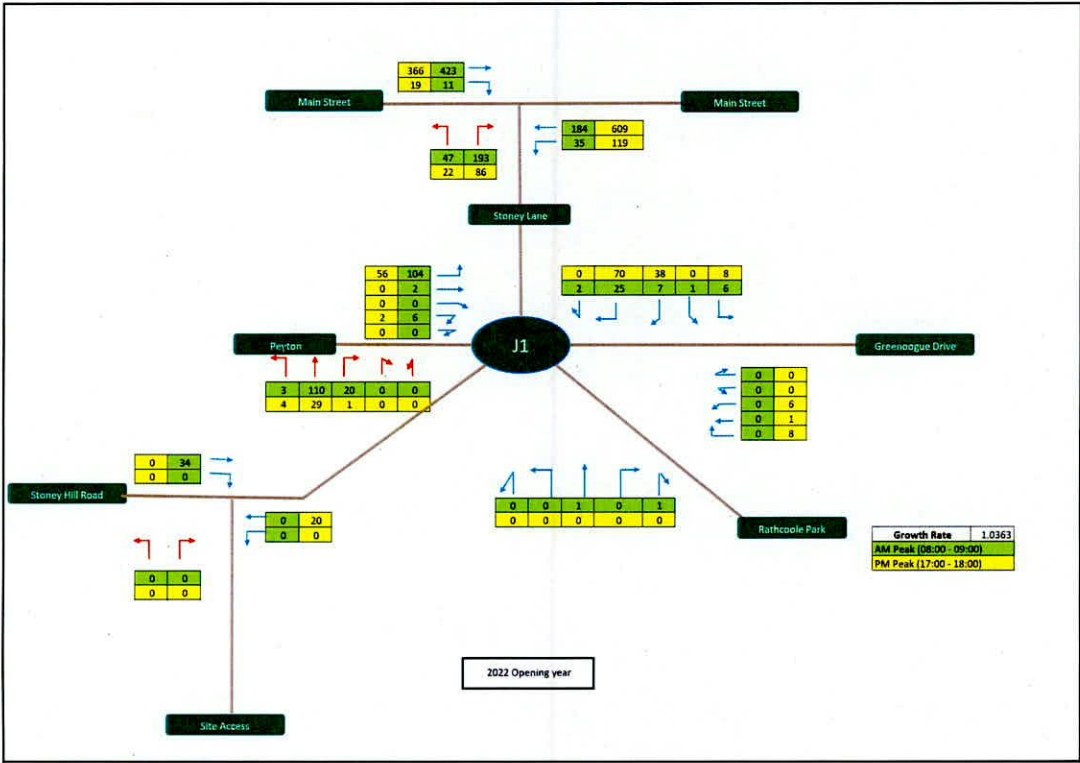 366 423
19 11
Main Street
Main Street
184 609
35 119
47 193
22 86
Stoney Lane
56 104
0 2
0 0
2 6
0 0
0 70 38 0 8
2 25 7 1 6
Peyton
J1
Greenogue Drive
3 110 20 0 0
4 29 1 0 0
0 0
0 0
0 6
0 1
0 8
0 34
0 0
Stoney Hill Road
0 20
0 0
0 0 1 0 1
0 0 0 0 0
Rathcoole Park
Growth Rate 1.0363
AM Peak (08:00 - 09:00)
PM Peak (17:00 - 18:00)
0 0
0 0
2022 Opening year
Site Access